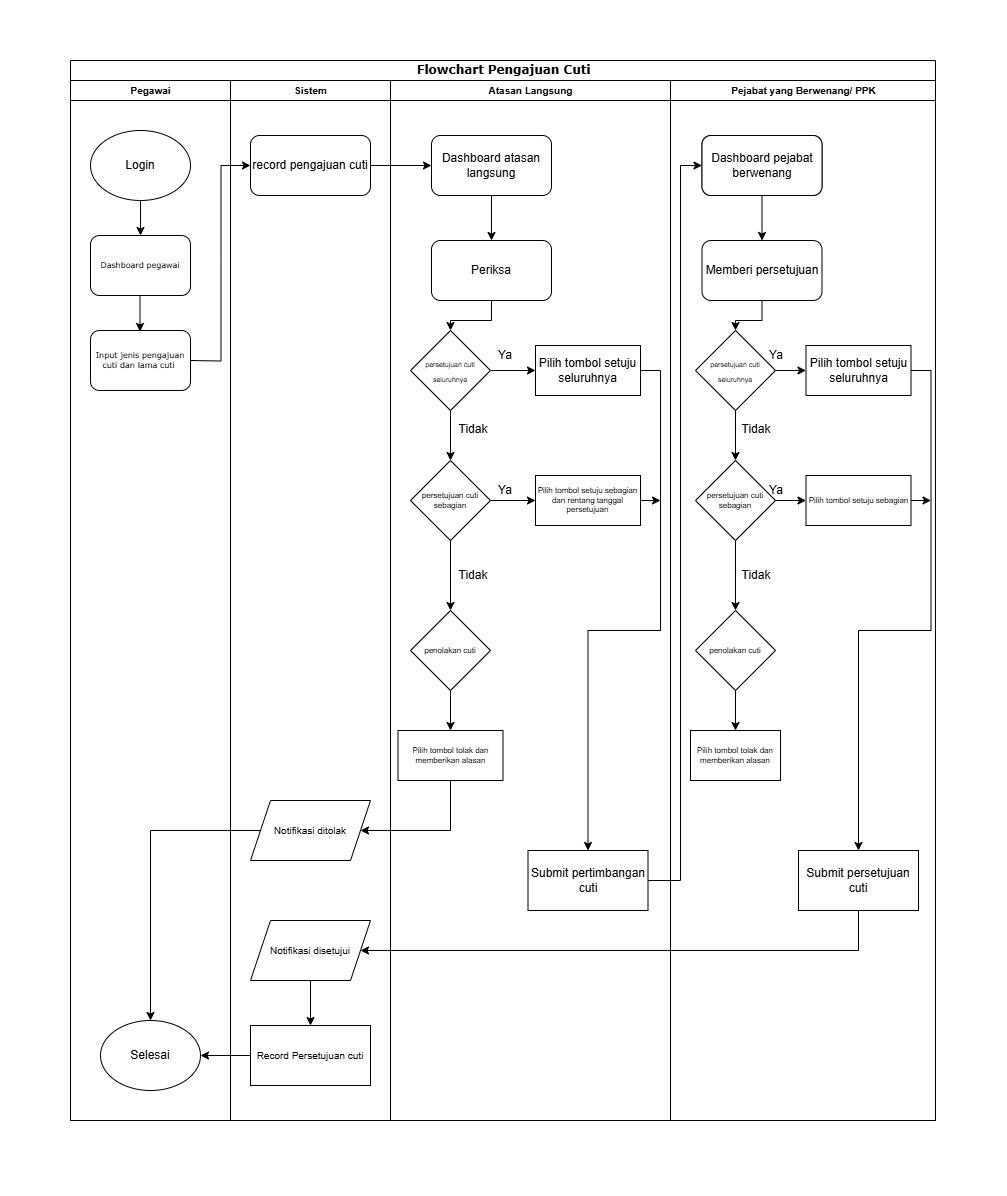 Flowchart Pengajuan Cuti
Pegawai
Sistem
Atasan Langsung
Pejabat yang Berwenang/ PPK
Login
record pengajuan cuti
Dashboard atasan
langsung
Dashboard pejabat
berwenang
Dashboard pegawai
Periksa
Memberi persetujuan
Input jenis pengajuan
cuti dan lama cuti
persetujuan cuti
seluruhnya
Ya
Pilih tombol setuju
seluruhnya
persetujuan cuti
seluruhnya
Ya
Pilih tombol setuju
seluruhnya
Tidak
Tidak
persetujuan cuti
sebagian
Ya
Pilih tombol setuju sebagian
dan rentang tanggal
persetujuan
persetujuan cuti
sebagian
Ya
Pilih tombol setuju sebagian
Tidak
Tidak
penolakan cuti
penolakan cuti
Pilih tombol tolak dan
memberikan alasan
Pilih tombol tolak dan
memberikan alasan
Notifikasi ditolak
Submit pertimbangan
cuti
Submit persetujuan
cuti
Notifikasi disetujui
Selesai
Record Persetujuan cuti